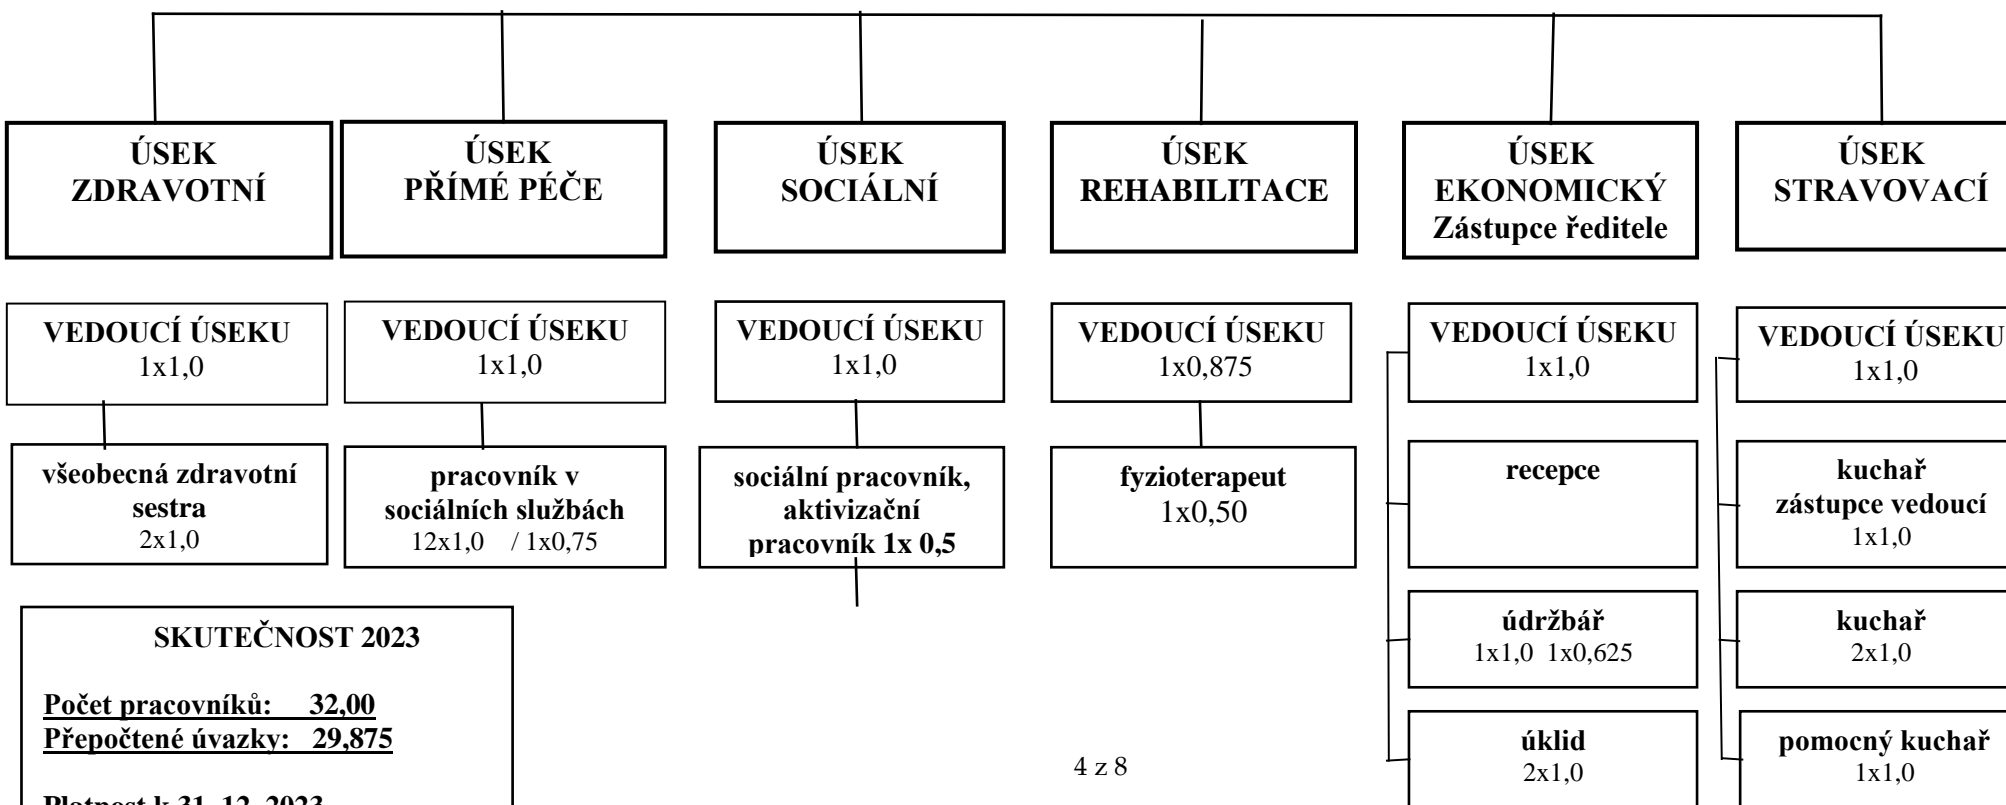 ÚSEK
ZDRAVOTNÍ
ÚSEK
PŘÍMÉ PÉČE
ÚSEK
SOCIÁLNÍ
ÚSEK
REHABILITACE
ÚSEK
EKONOMICKÝ
Zástupce ředitele
ÚSEK
STRAVOVACÍ
VEDOUCÍ ÚSEKU
1x1,0
VEDOUCÍ ÚSEKU
1x1,0
VEDOUCÍ ÚSEKU
1x1,0
VEDOUCÍ ÚSEKU
1x0,875
VEDOUCÍ ÚSEKU
1x1,0
VEDOUCÍ ÚSEKU
1x1,0
všeobecná zdravotní
sestra
2x1,0
pracovník v
sociálních službách
12x1,0 / 1x0,75
sociální pracovník,
aktivizační
pracovník 1x 0,5
fyzioterapeut
1x0,50
recepce
kuchař
zástupce vedoucí
1x1,0
údržbář
1x1,0 1x0,625
kuchař
2x1,0
úklid
2x1,0
pomocný kuchař
1x1,0
SKUTEČNOST 2023
Počet pracovníků: 32,00
Přepočtené úvazky: 29,875
Platnost k 31. 12. 2023
4 z 8